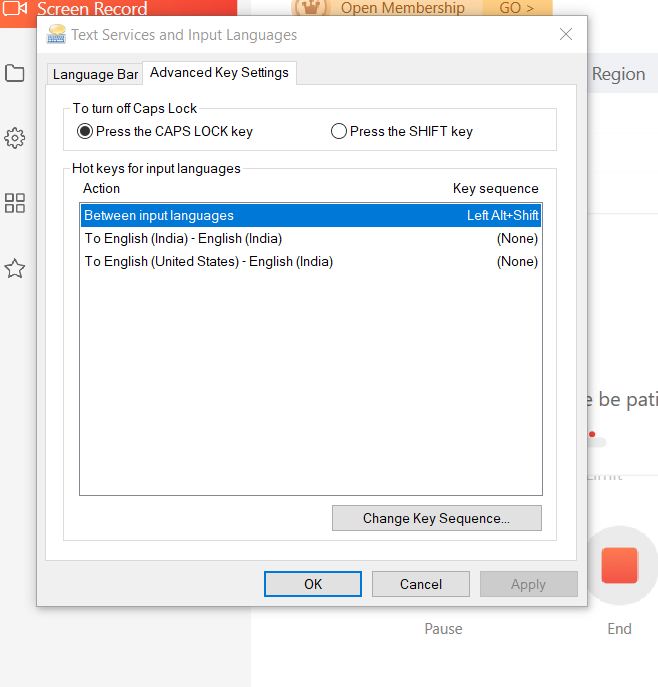 Screen Record
Open Membership
GO >
Text Services and Input Languages
Language Bar
Advanced Key Settings
Region
To turn off Caps Lock
Press the CAPS LOCK key
Press the SHIFT key
Hot keys for input languages
Action Key sequence
Between input languages Left Alt+Shift
To English (India) - English (India) (None)
To English (United States) - English (India) (None)
e be pati
Change Key Sequence...
OK
Cancel
Apply
Pause
End